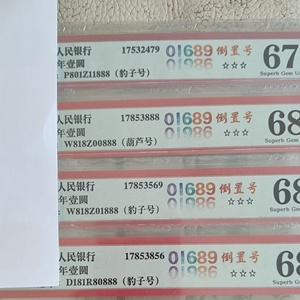 人民银行 17532479 01689 倒置号 67
年壹圆 01986 ☆☆☆ Superb Gem U
: P801Z11888 (豹子号)
人民银行 17853888 01689 倒置号 68
年壹圆 01986 ☆☆☆ Superb Gem Un
: W818Z00888 (葫芦号)
人民银行 17853569 01689 倒置号 68
年壹圆 01986 ☆☆☆ Superb Gem Un
: W818Z01888 (豹子号)
人民银行 17853856 01689 倒置号 68
年壹圆 01986 ☆☆☆ Superb Gem
D181R80888 (豹子号)